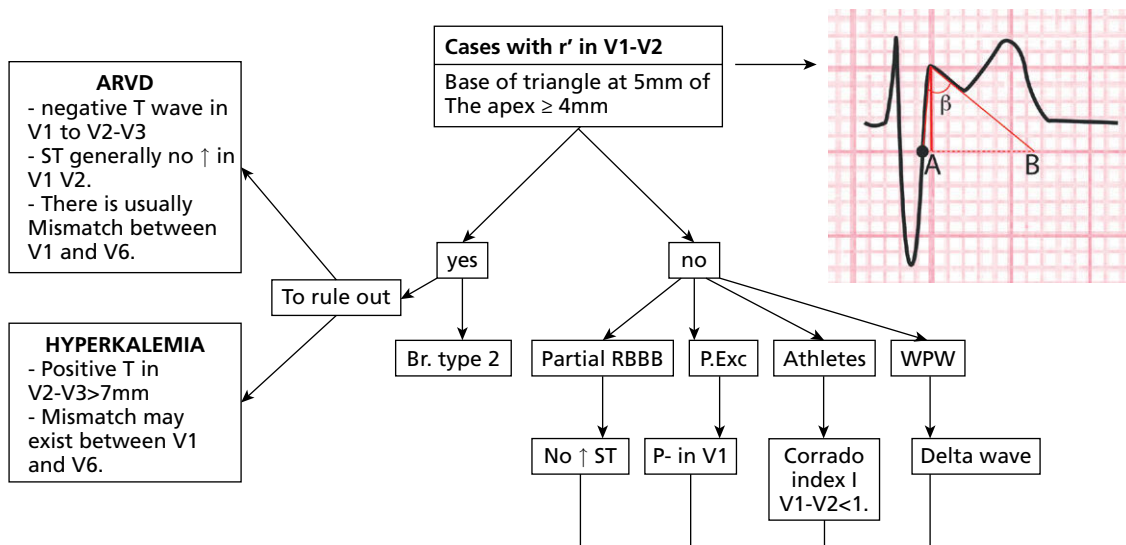 Cases with r' in V1-V2
Base of triangle at 5mm of
The apex ≥ 4mm
β
A
B
ARVD
- negative T wave in
V1 to V2-V3
- ST generally no ↑ in
V1 V2.
- There is usually
Mismatch between
V1 and V6.
yes
no
To rule out
HYPERKALEMIA
- Positive T in
V2-V3>7mm
- Mismatch may
exist between V1
and V6.
Br. type 2
Partial RBBB
P.Exc
Athletes
WPW
No ↑ ST
P- in V1
Corrado
index I
V1-V2<1.
Delta wave